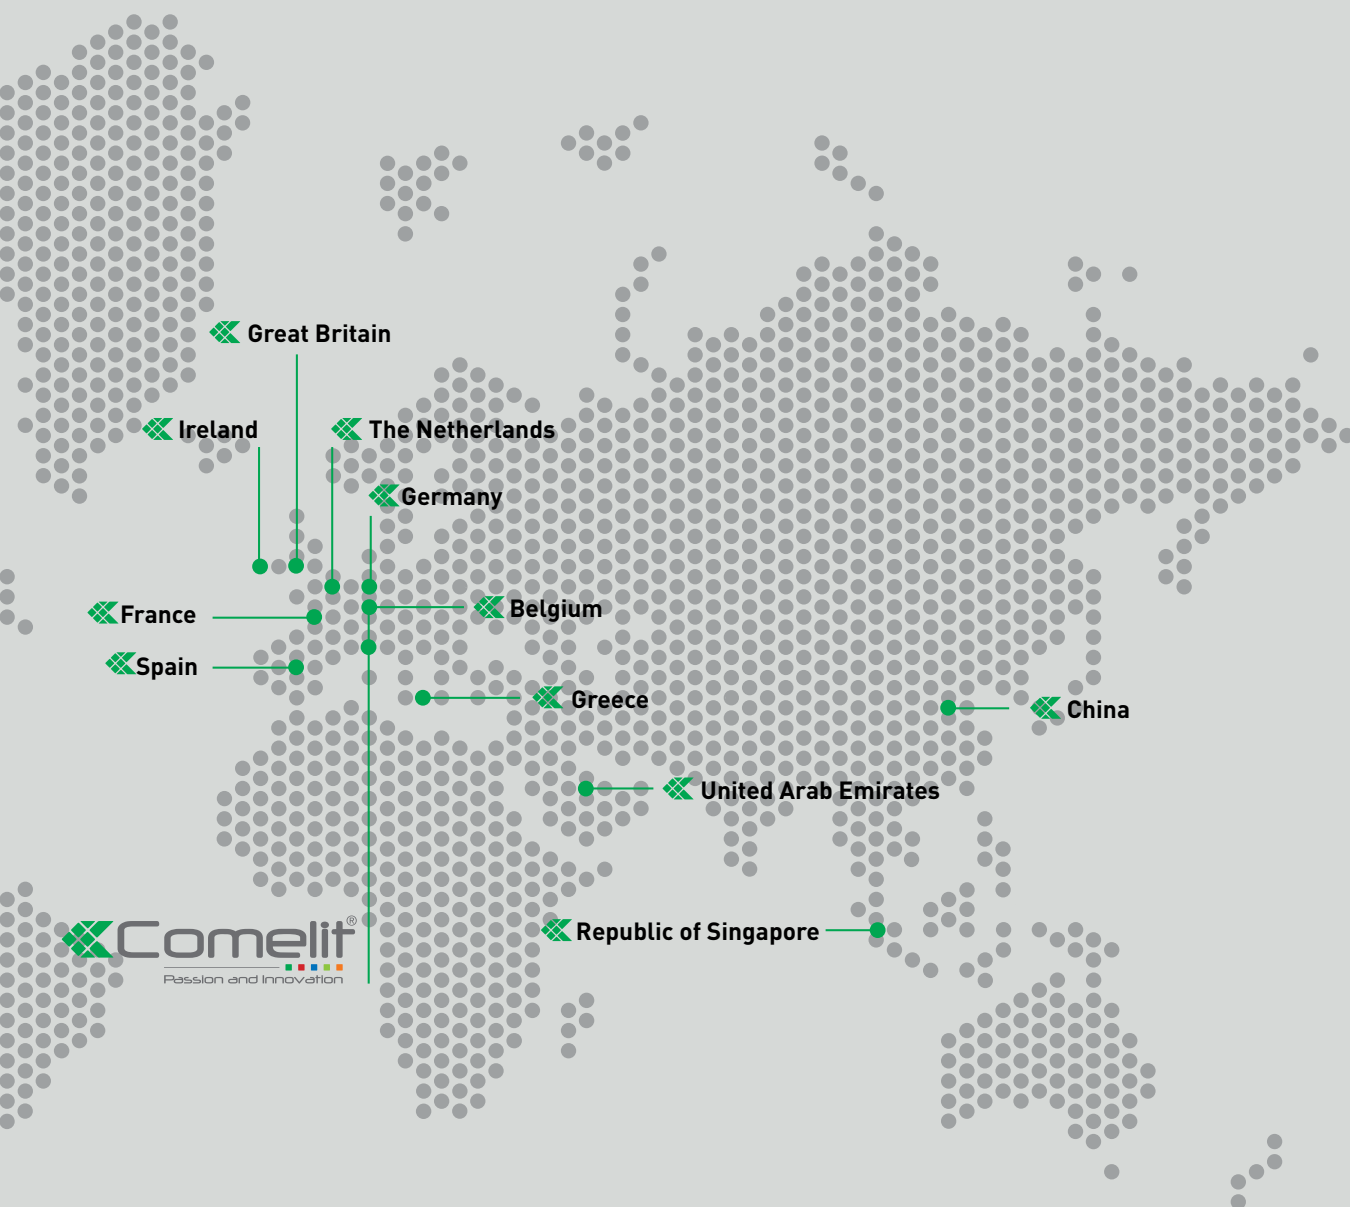 Great Britain
Ireland
The Netherlands
Germany
France
Belgium
Spain
Greece
China
United Arab Emirates
Comelit®
Republic of Singapore
Passion and Innovation